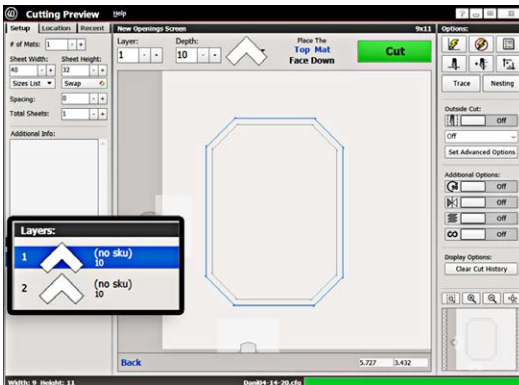 Cutting Preview
Help
Setup Location Recent
# of Mats: 1
Sheet Width: Sheet Height:
40 32
Sizes List Swap
Spacing: 0
Total Sheets: 1
Additional Info:
New Openings Screen 9x11
Layer: Depth:
1 10
Place The
Top Mat
Face Down
Cut
Layers:
1 (no sku)
10
2 (no sku)
10
Back
5.727 3.432
Options:
Trace Nesting
Outside Cut:
Off
Off
Set Advanced Options
Additional Options:
Off
Off
Off
Off
Display Options:
Clear Cut History
Width: 9 Height: 11
Dani04-14-20.cfg